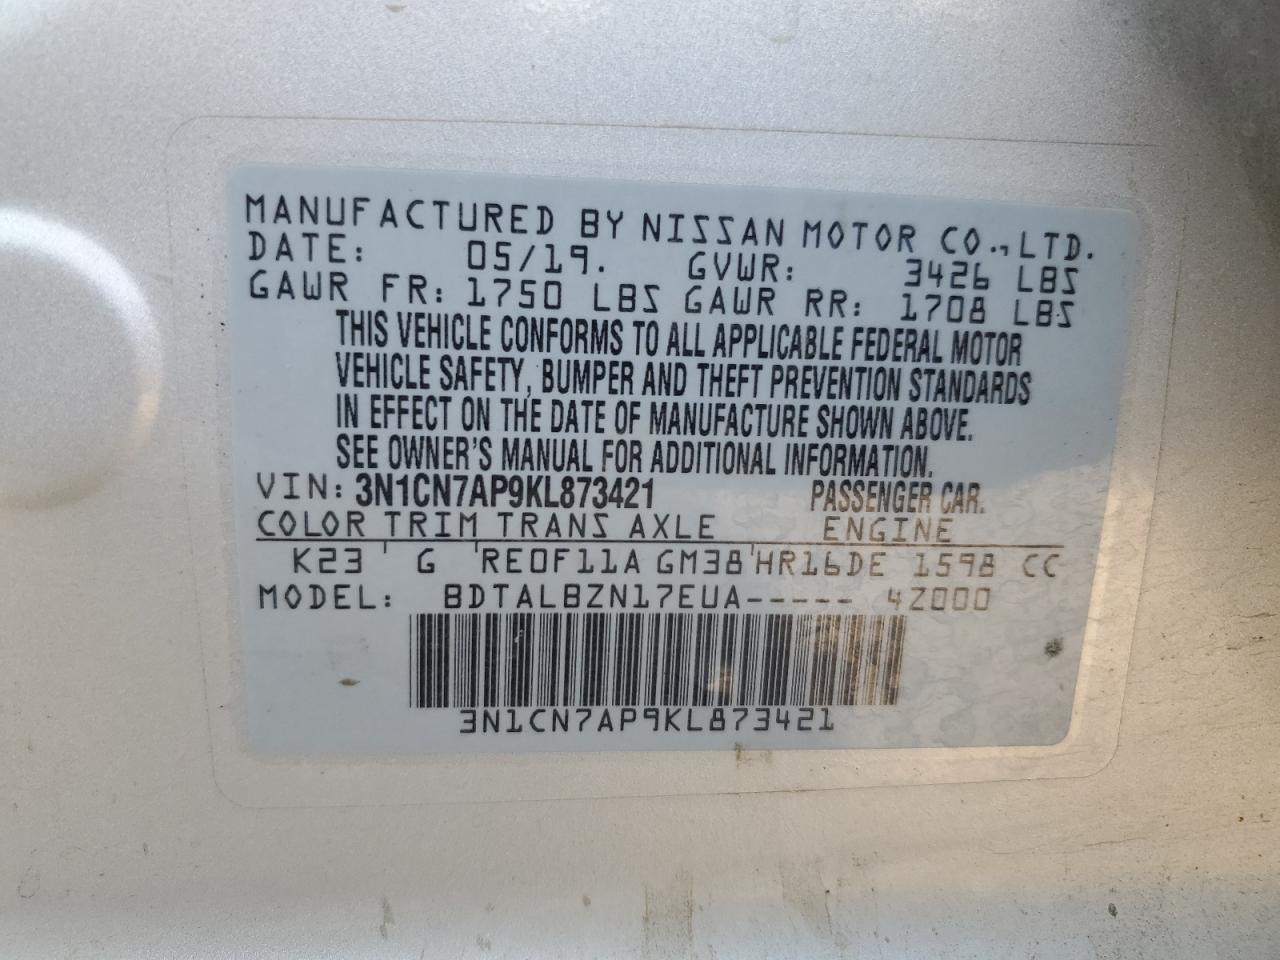 MANUFACTURED BY NISSAN MOTOR CO., LTD.
DATE: 05/19. GVWR: 3426 LBS
GAWR FR: 1750 LBS GAWR RR: 1708 LBS
THIS VEHICLE CONFORMS TO ALL APPLICABLE FEDERAL MOTOR
VEHICLE SAFETY, BUMPER AND THEFT PREVENTION STANDARDS
IN EFFECT ON THE DATE OF MANUFACTURE SHOWN ABOVE.
SEE OWNER'S MANUAL FOR ADDITIONAL INFORMATION.
VIN: 3N1CN7AP9KL873421 PASSENGER CAR.
COLOR TRIM TRANS AXLE ENGINE
K23 ' G ' RE0F11A GM38 ' HR16DE 1598 CC
MODEL: BDTALBZN17EUA----- 4Z000
3N1CN7AP9KL873421